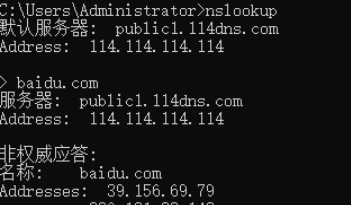 C:\Users\Administrator>nslookup
默认服务器:  public1.114dns.com
Address:  114.114.114.114
> baidu.com
服务器:  public1.114dns.com
Address:  114.114.114.114
非权威应答:
名称:    baidu.com
Addresses:  39.156.69.79